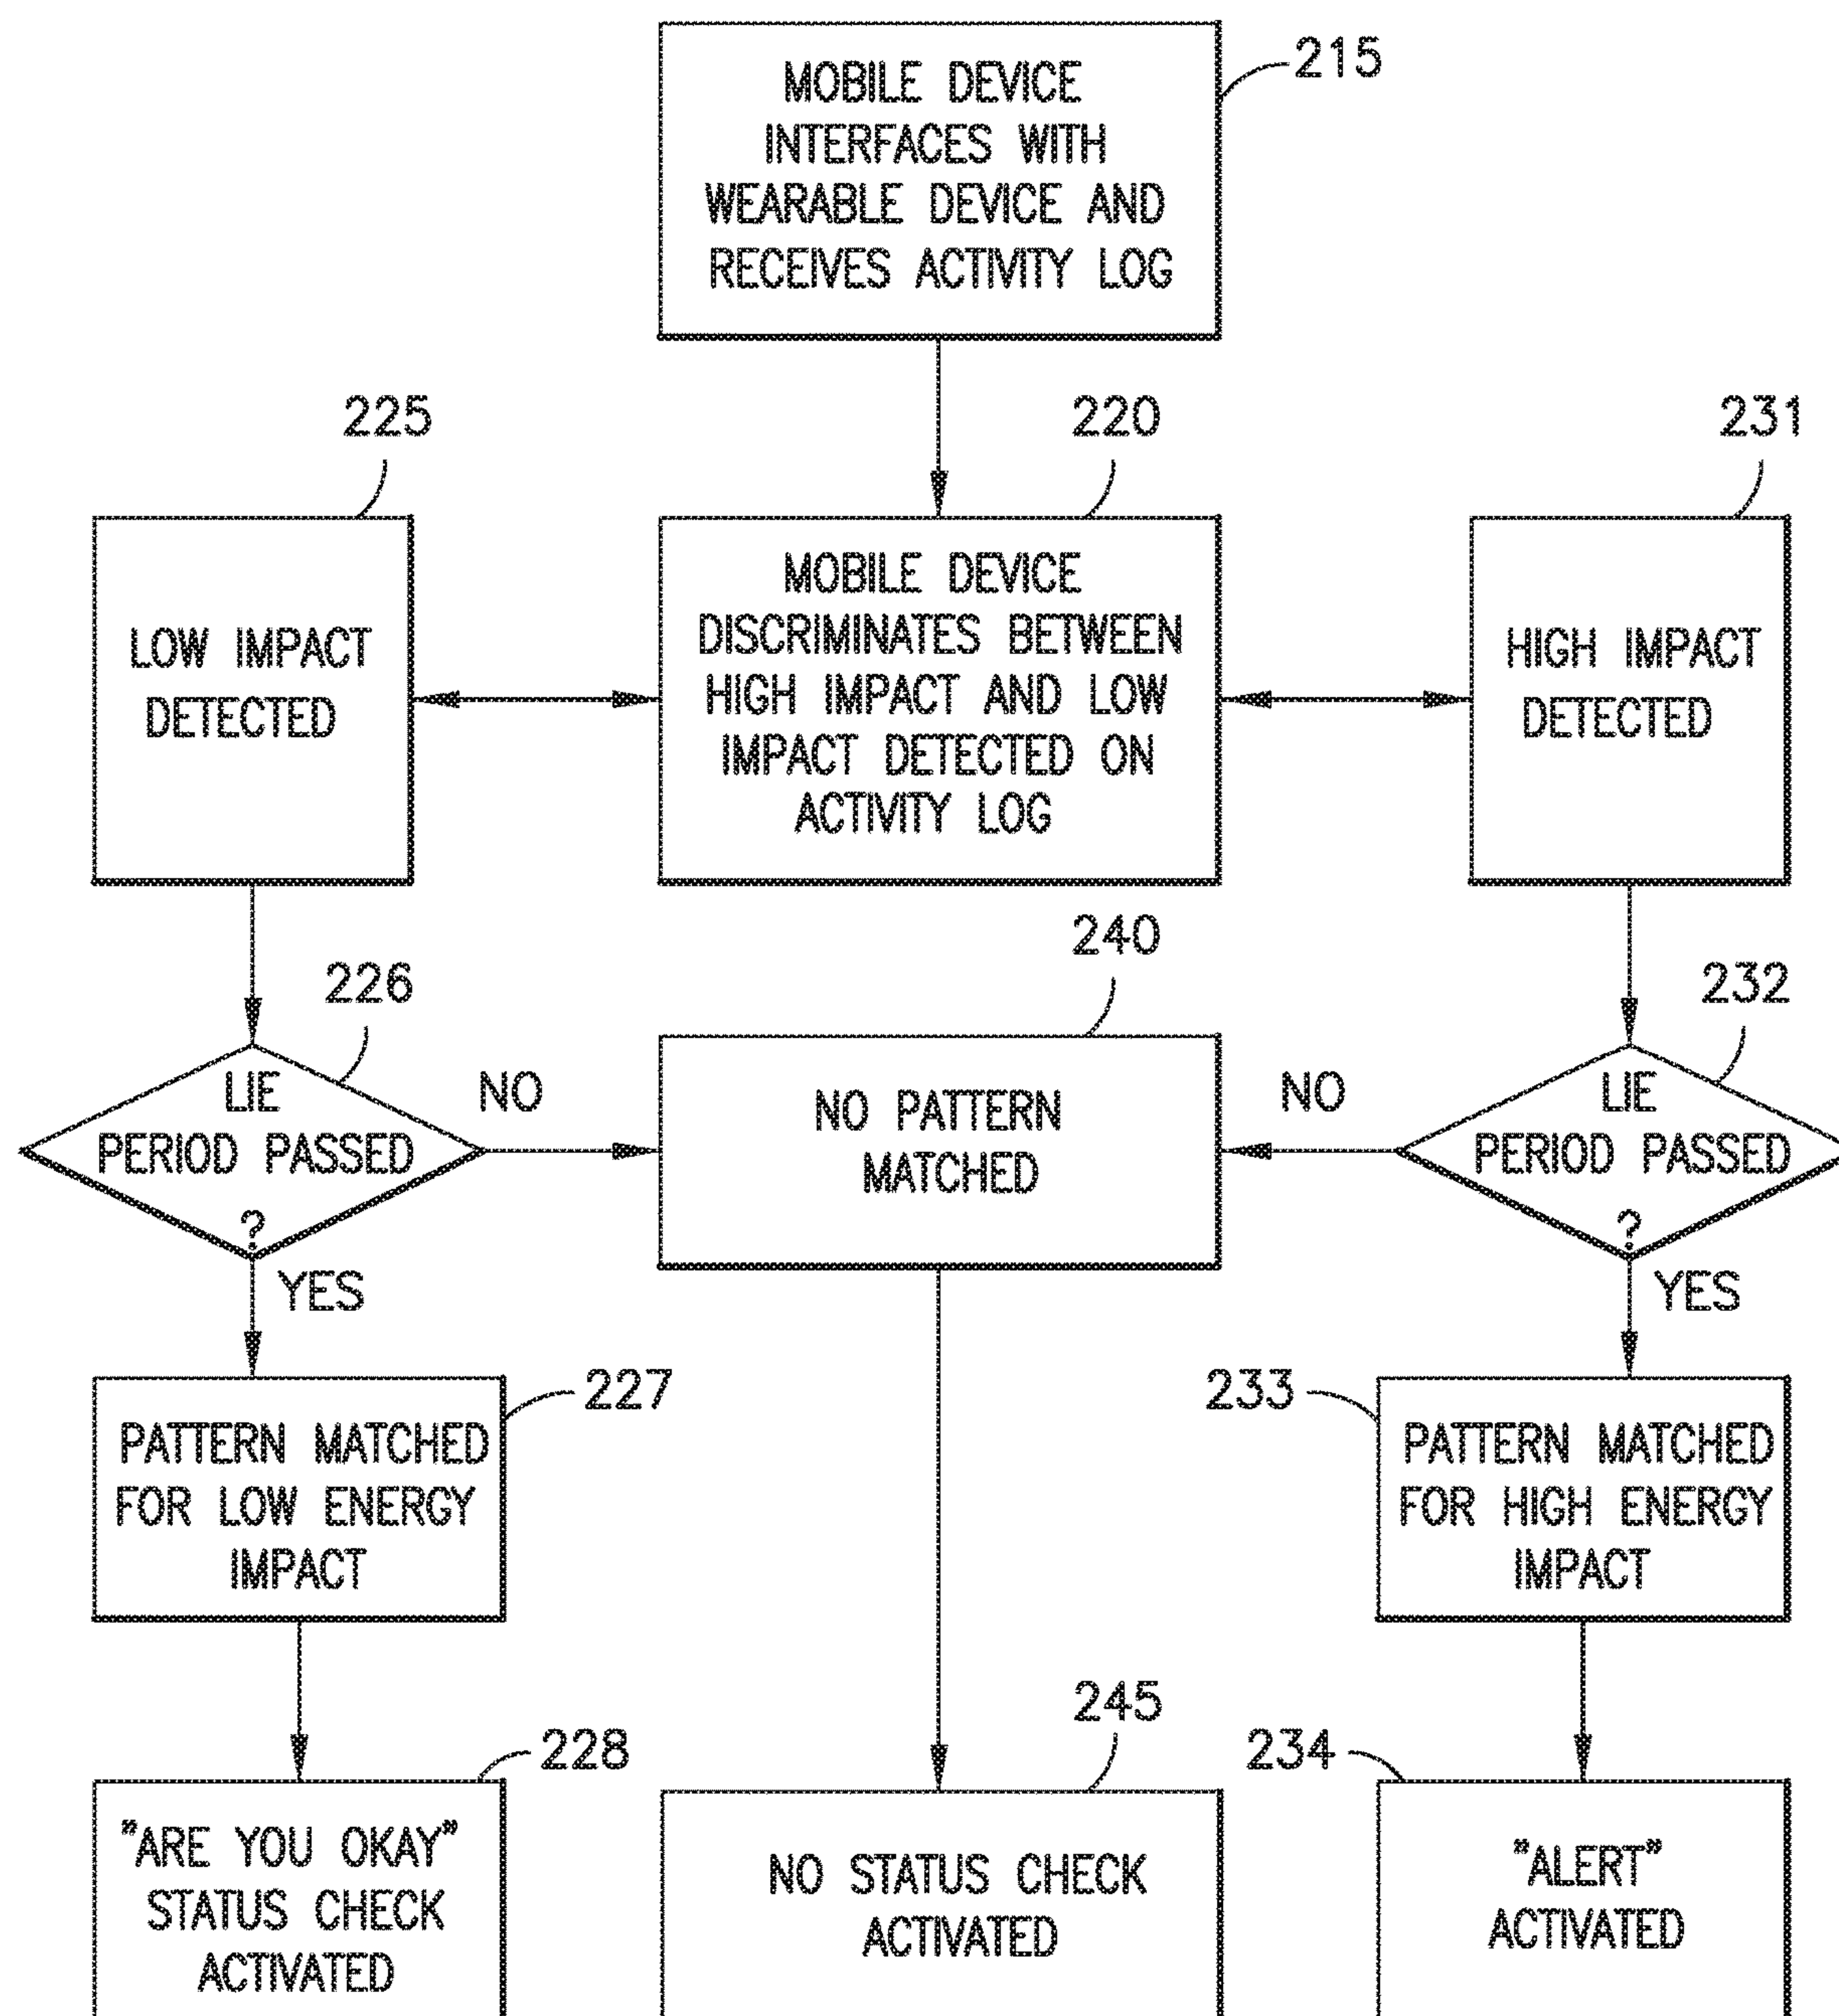 MOBILE DEVICE
INTERFACES WITH
WEARABLE DEVICE AND
RECEIVES ACTIVITY LOG
215
225
220
231
LOW IMPACT
DETECTED
MOBILE DEVICE
DISCRIMINATES BETWEEN
HIGH IMPACT AND LOW
IMPACT DETECTED ON
ACTIVITY LOG
HIGH IMPACT
DETECTED
240
226
232
LIE
PERIOD PASSED
?
NO
NO PATTERN
MATCHED
NO
LIE
PERIOD PASSED
?
YES
YES
227
233
PATTERN MATCHED
FOR LOW ENERGY
IMPACT
PATTERN MATCHED
FOR HIGH ENERGY
IMPACT
228
245
234
"ARE YOU OKAY"
STATUS CHECK
ACTIVATED
NO STATUS CHECK
ACTIVATED
"ALERT"
ACTIVATED